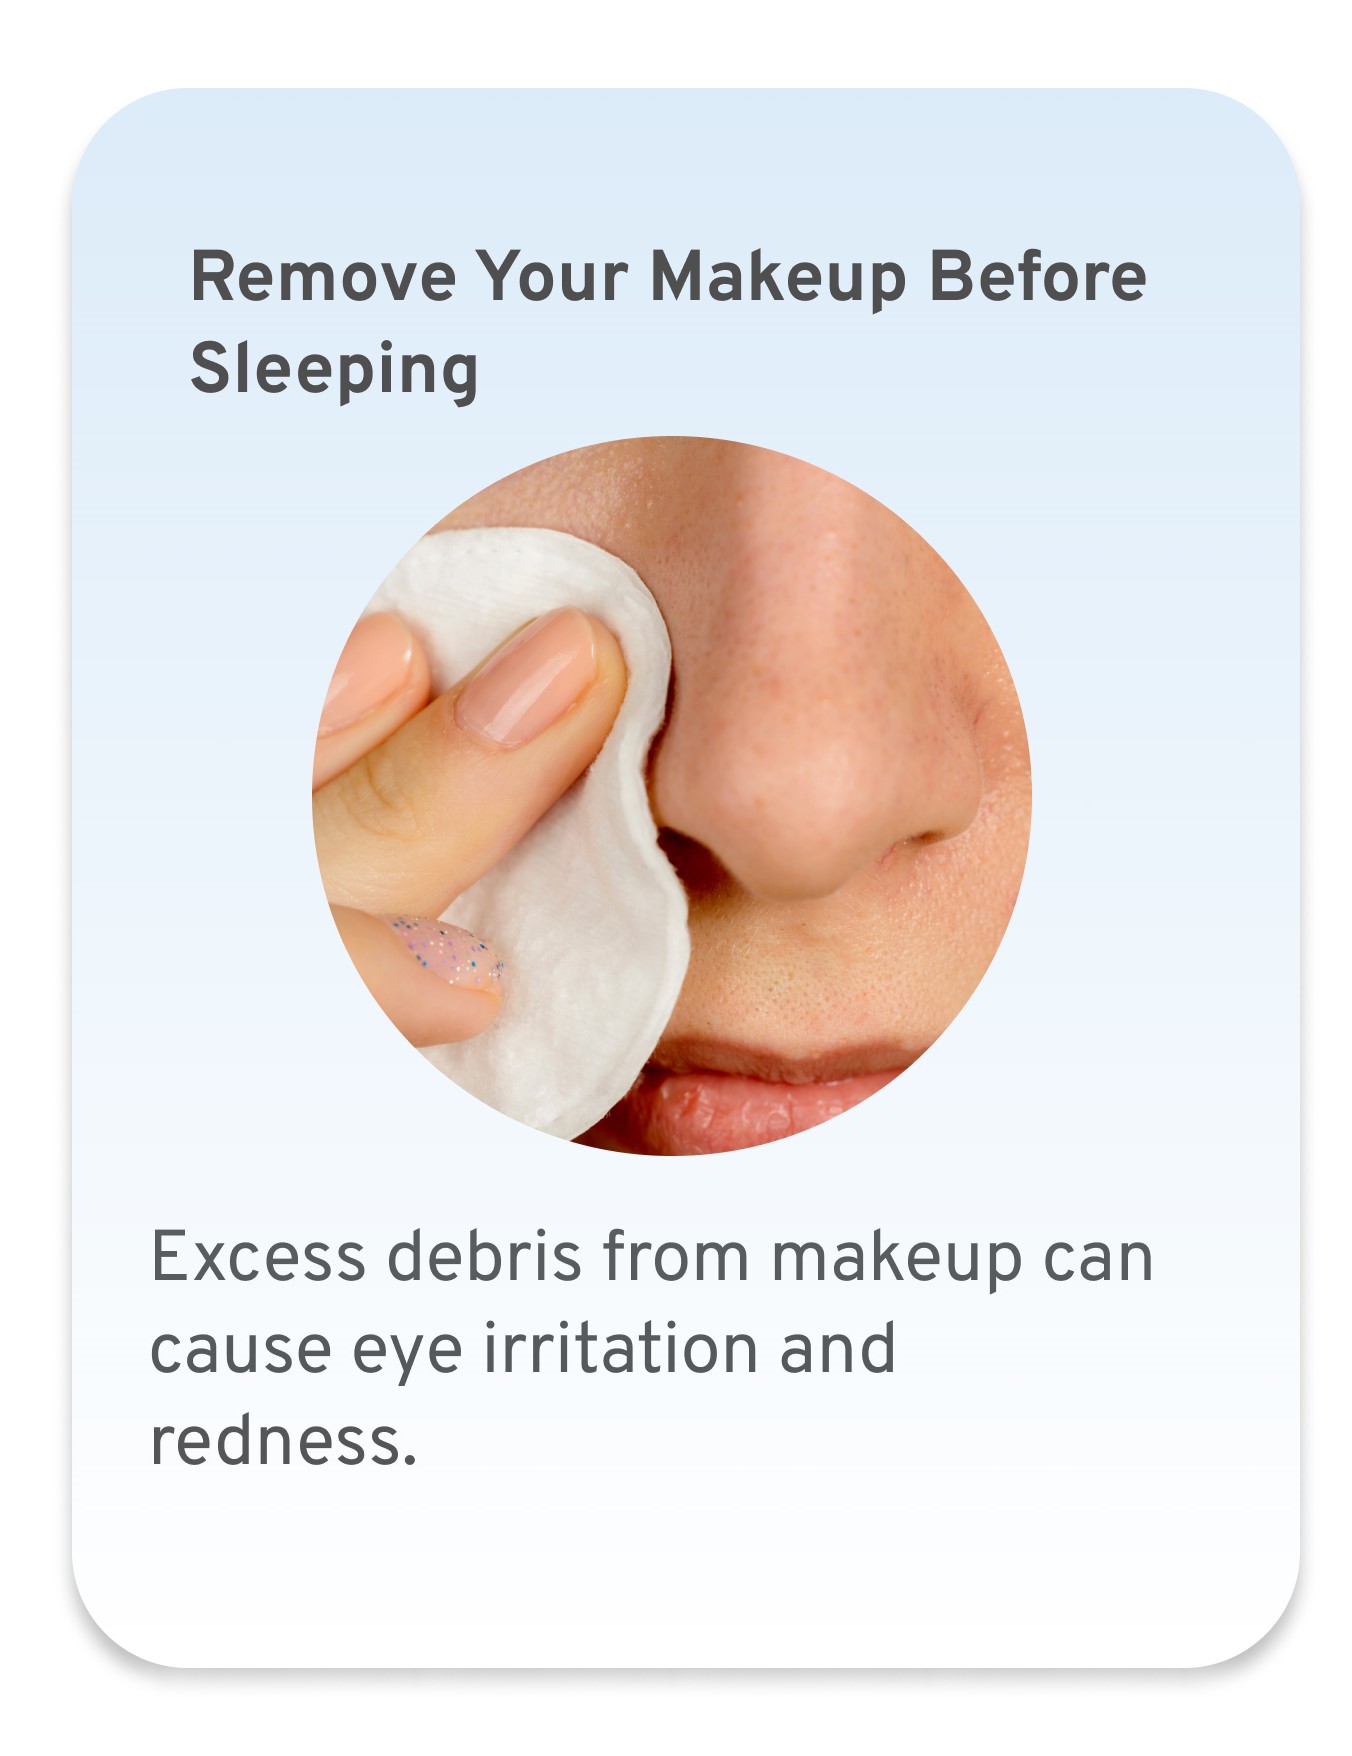 Remove Your Makeup Before
Sleeping
Excess debris from makeup can
cause eye irritation and
redness.